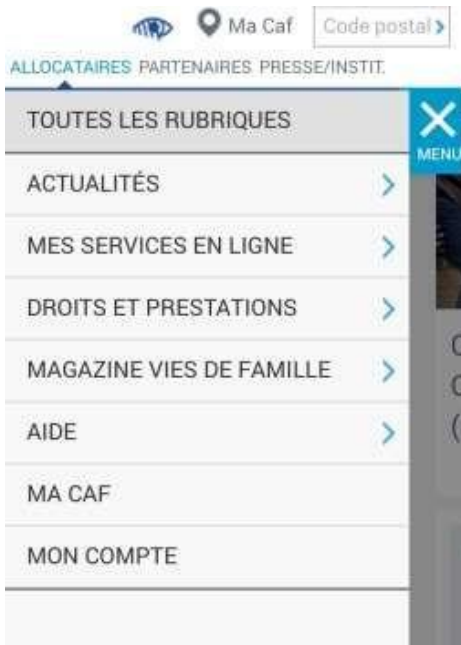 Ma Caf Code postal
ALLOCATAIRES PARTENAIRES PRESSE/INSTIT.
TOUTES LES RUBRIQUES
MENU
ACTUALITÉS
MES SERVICES EN LIGNE
DROITS ET PRESTATIONS
MAGAZINE VIES DE FAMILLE
AIDE
MA CAF
MON COMPTE